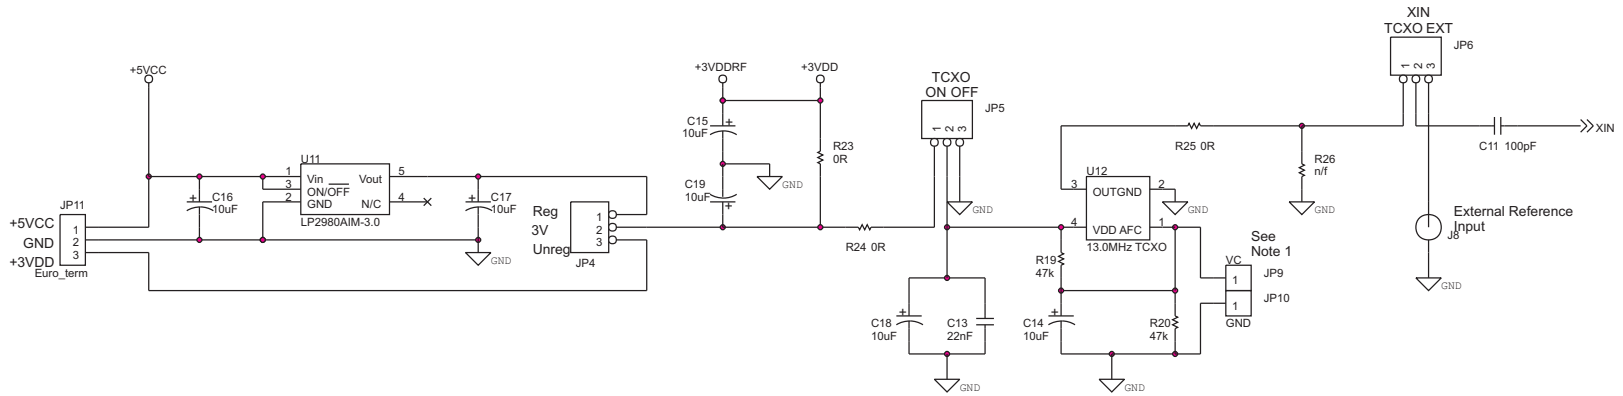 XIN
TCXO EXT
JP6
1 2 3
+5VCC
+3VDDRF
+3VDD
TCXO
ON OFF
JP5
1 2 3
C15
10uF
R23
0R
R25 0R
C11 100pF
XIN
R26
n/f
GND
U11
1
3
2
Vin
ON/OFF
GND
Vout
N/C
5
4
LP2980AIM-3.0
C16
10uF
C17
10uF
GND
C19
10uF
GND
JP11
+5VCC
GND
+3VDD
1
2
3
Euro_term
Reg
3V
Unreg
1
2
3
JP4
R24 0R
GND
U12
3
4
OUTGND
VDD AFC
2
1
13.0MHz TCXO
GND
External Reference
Input
J8
GND
See
Note 1
VC
1
JP9
1
JP10
GND
R19
47k
C18
10uF
C13
22nF
C14
10uF
R20
47k
GND
GND